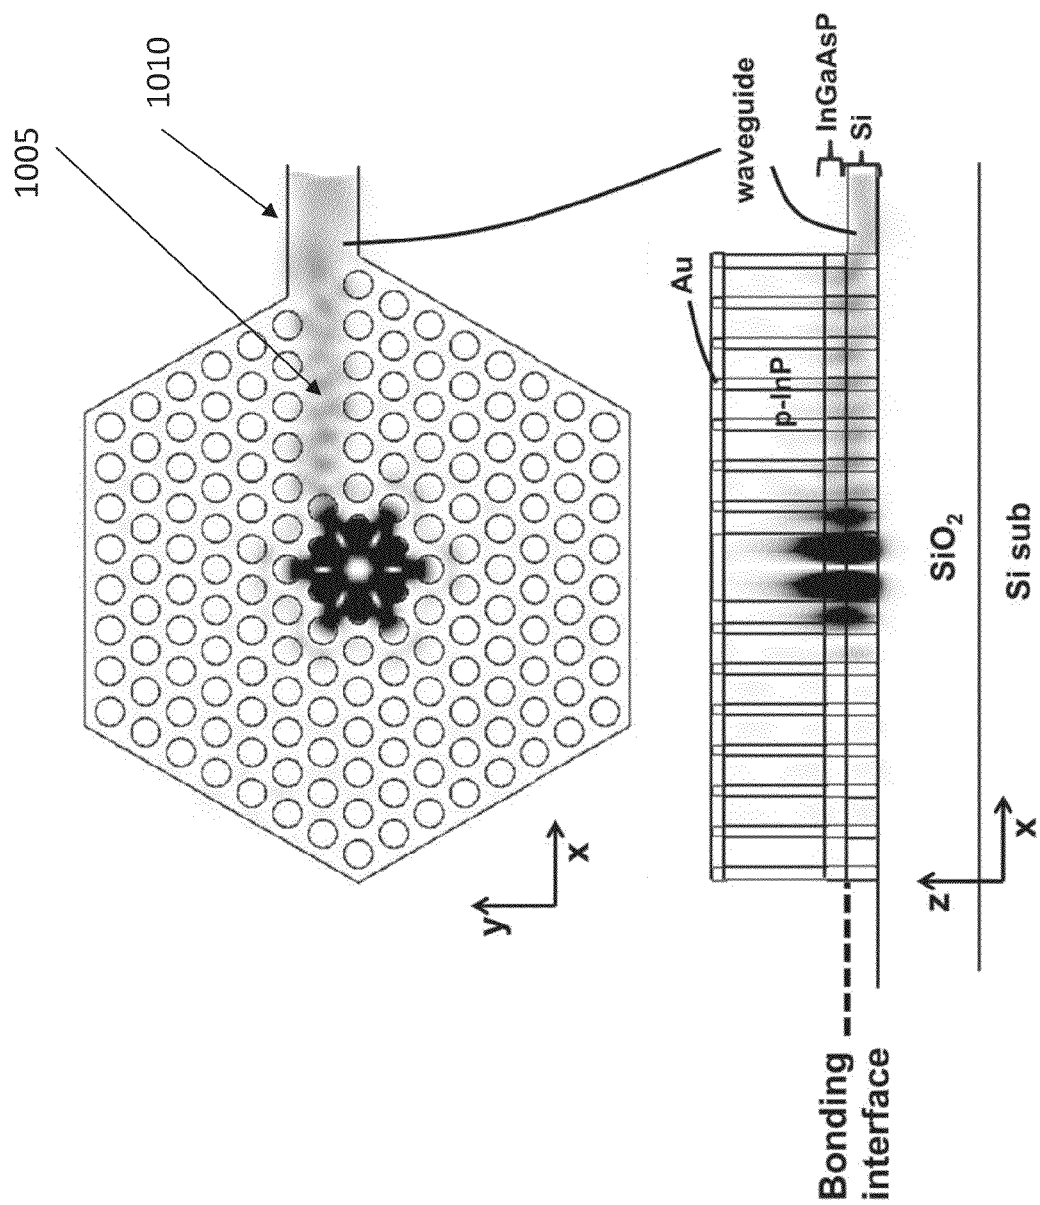 1005
1010
y
x
waveguide
InGaAsP
Si
Au
p-InP
SiO2
Si sub
z
x
Bonding
interface